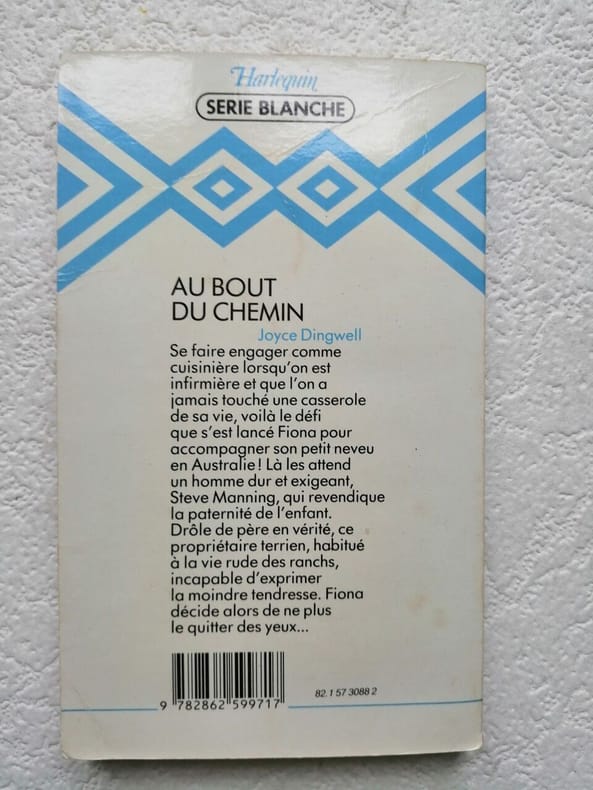 Harlequin
SERIE BLANCHE
AU BOUT
DU CHEMIN
Joyce Dingwell
Se faire engager comme
cuisinière lorsqu'on est
infirmière et que l'on a
jamais touché une casserole
de sa vie, voilà le défi
que s'est lancé Fiona pour
accompagner son petit neveu
en Australie! Là les attend
un homme dur et exigeant,
Steve Manning, qui revendique
la paternité de l'enfant.
Drôle de père en vérité, ce
propriétaire terrien, habitué
à la vie rude des ranchs,
incapable d'exprimer
la moindre tendresse. Fiona
décide alors de ne plus
le quitter des yeux...
82.1 57 3088 2
9 782862 599717